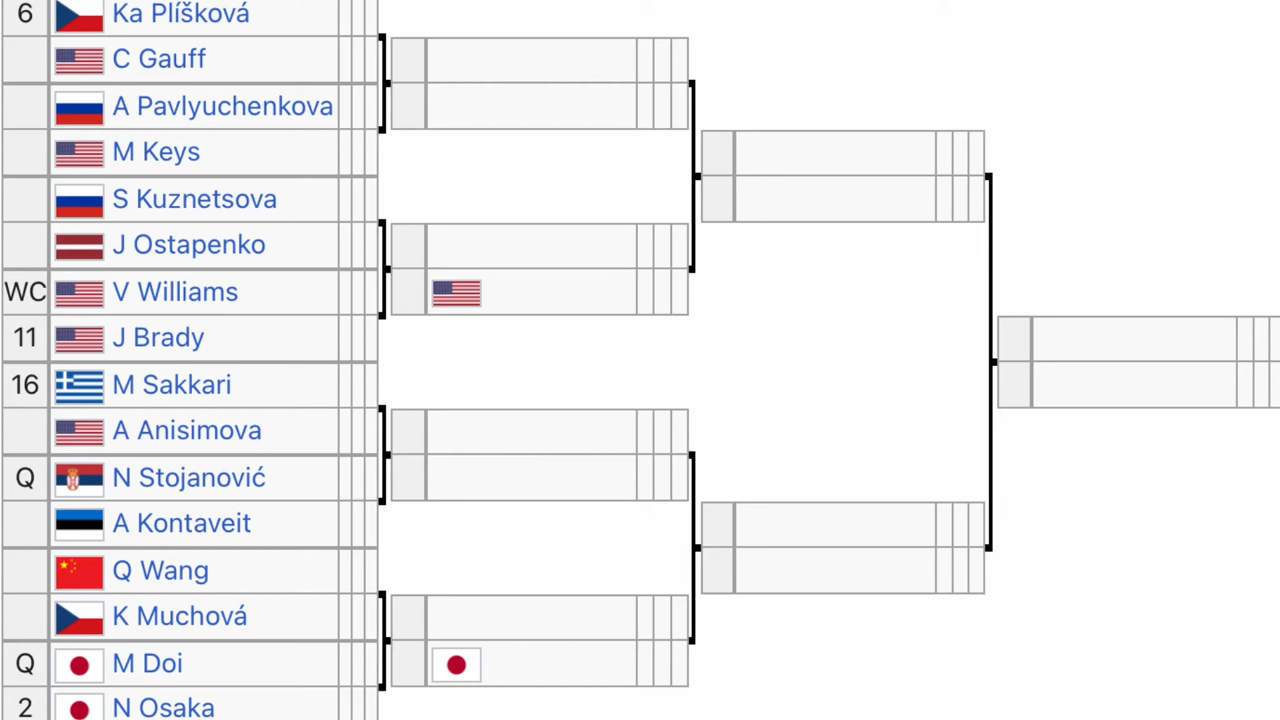 6 Ka Plíšková
C Gauff
A Pavlyuchenkova
M Keys
S Kuznetsova
J Ostapenko
WC V Williams
11 J Brady
16 M Sakkari
A Anisimova
Q N Stojanović
A Kontaveit
Q Wang
K Muchová
Q M Doi
2 N Osaka